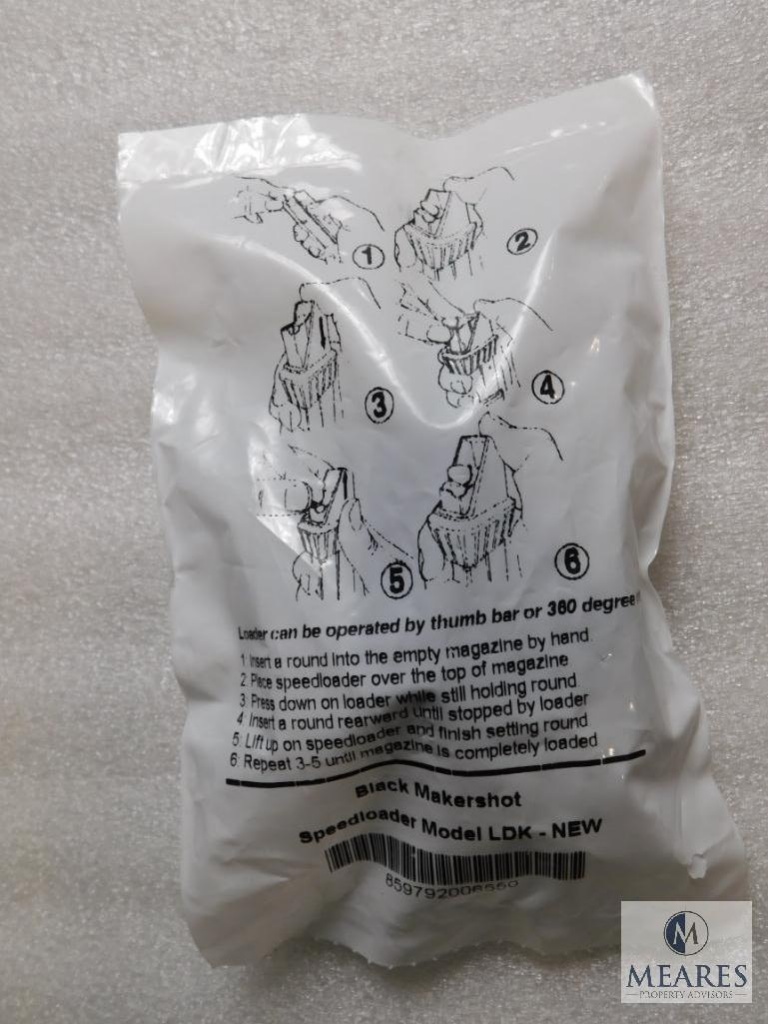 1
2
3
4
5
6
Loader can be operated by thumb bar or 360 degree
1: Insert a round into the empty magazine by hand.
2: Place speedloader over the top of magazine
3: Press down on loader while still holding round
4: Insert a round rearward until stopped by loader
5: Lift up on speedloader and finish setting round
6: Repeat 3-5 until magazine is completely loaded
Black Makershot
Speedloader Model LDK - NEW
859792006550
M
MEARES
PROPERTY ADVISORS